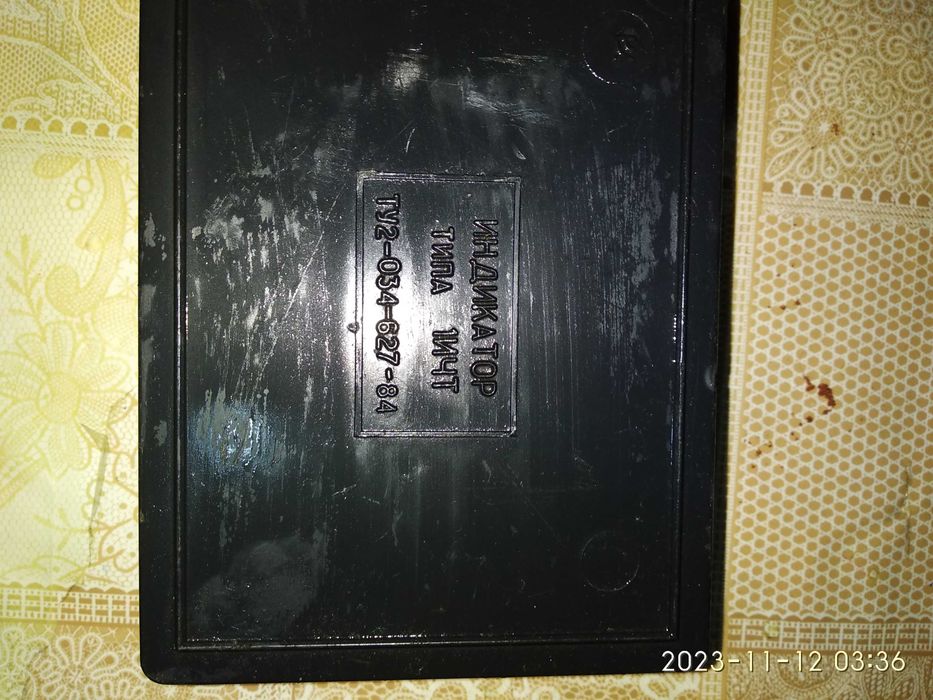 ИНДИКАТОР
ТИПА 1ИЧТ
ТУ2-034-627-84
2023-11-12 03:36